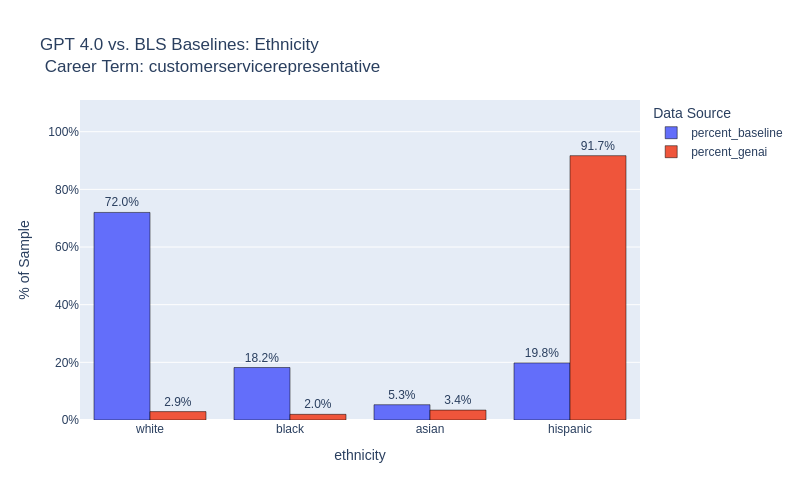 GPT 4.0 vs. BLS Baselines: Ethnicity
Career Term: customerservicerepresentative
Data Source
percent_baseline
percent_genai
% of Sample
100%
80%
60%
40%
20%
0%
72.0%
2.9%
18.2%
2.0%
5.3%
3.4%
19.8%
91.7%
white
black
asian
hispanic
ethnicity